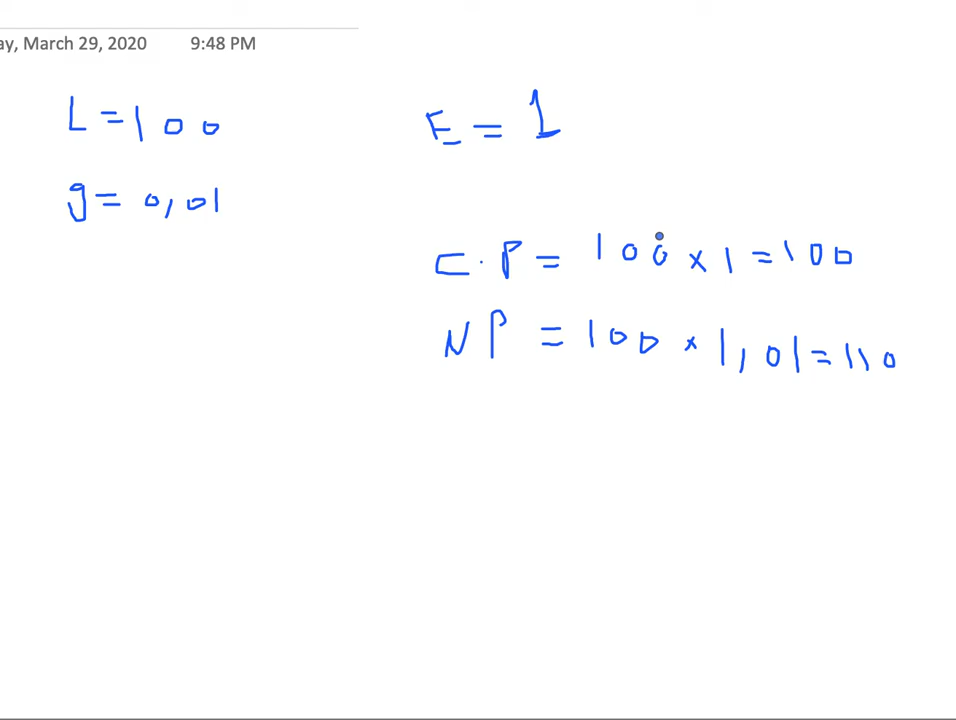 ay, March 29, 2020 9:48 PM
L = 100
E = 1
g = 0,01
C.P = 100 x 1 = 100
NP = 100 x 1,01 = 110